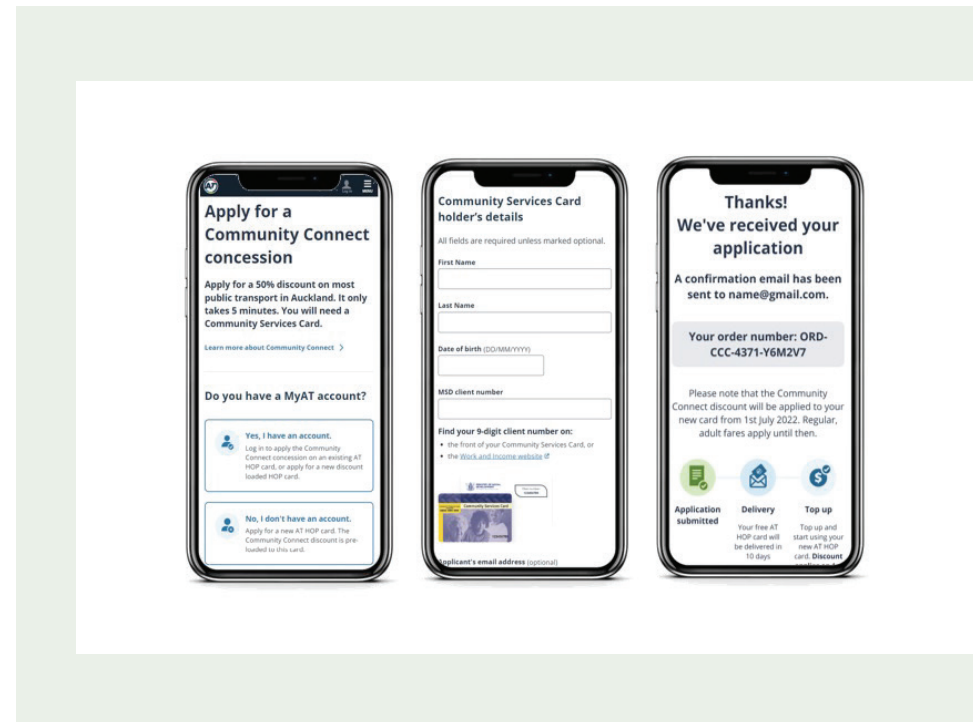 AT
Log in
MENU
Apply for a
Community Connect
concession
Apply for a 50% discount on most
public transport in Auckland. It only
takes 5 minutes. You will need a
Community Services Card.
Learn more about Community Connect
Do you have a MyAT account?
Yes, I have an account.
Log in to apply the Community
Connect concession on an existing AT
HOP card, or apply for a new discount
loaded HOP card.
No, I don't have an account.
Apply for a new AT HOP card. The
Community Connect discount is pre-
loaded to this card.
Community Services Card
holder's details
All fields are required unless marked optional.
First Name
Last Name
Date of birth (DD/MM/YYYY)
MSD client number
Find your 9-digit client number on:
• the front of your Community Services Card, or
• the Work and Income website
Community Services Card
Applicant's email address (optional)
Thanks!
We've received your
application
A confirmation email has been
sent to name@gmail.com.
Your order number: ORD-
CCC-4371-Y6M2V7
Please note that the Community
Connect discount will be applied to your
new card from 1st July 2022. Regular,
adult fares apply until then.
Application
submitted
Delivery
Your free AT
HOP card will
be delivered in
10 days
Top up
Top up and
start using your
new AT HOP
card. Discount